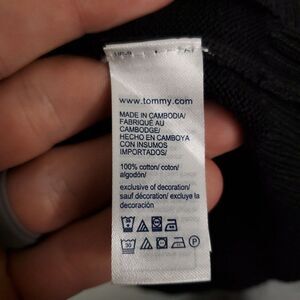 www.tommy.com
MADE IN CAMBODIA/
FABRIQUÉ AU
CAMBODGE/
HECHO EN CAMBOYA
CON INSUMOS
IMPORTADOS/
100% cotton/ coton/
algodón/
exclusive of decoration/
sauf décoration/ excluye la
decoración
30
P